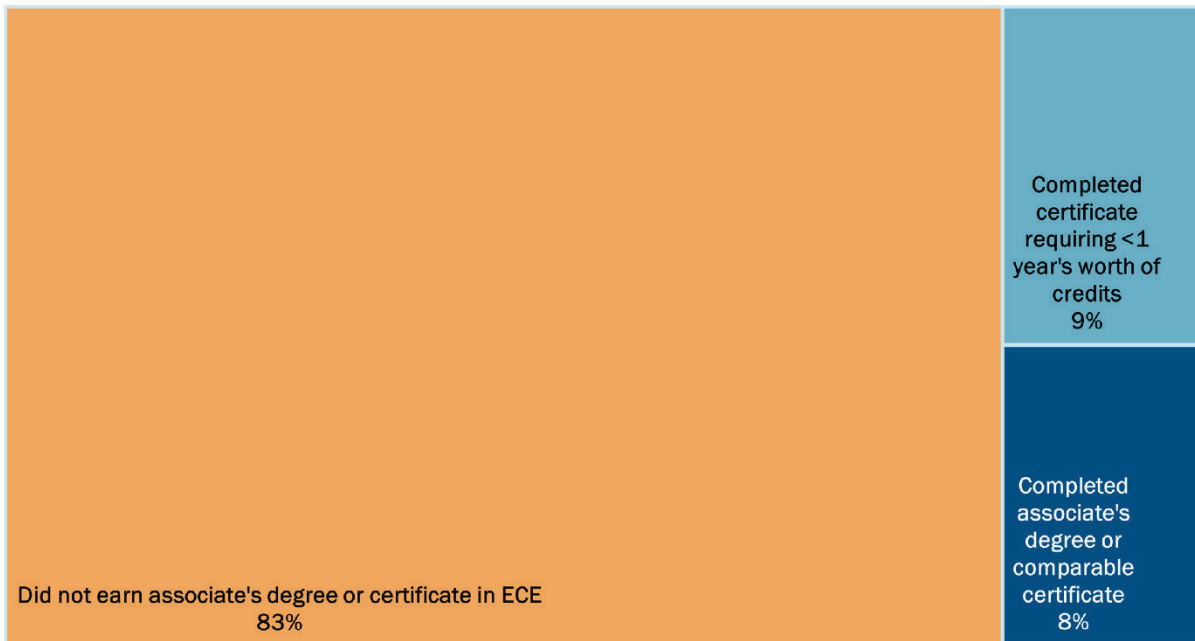 Did not earn associate's degree or certificate in ECE
83%
Completed
certificate
requiring <1
year's worth of
credits
9%
Completed
associate's
degree or
comparable
certificate
8%